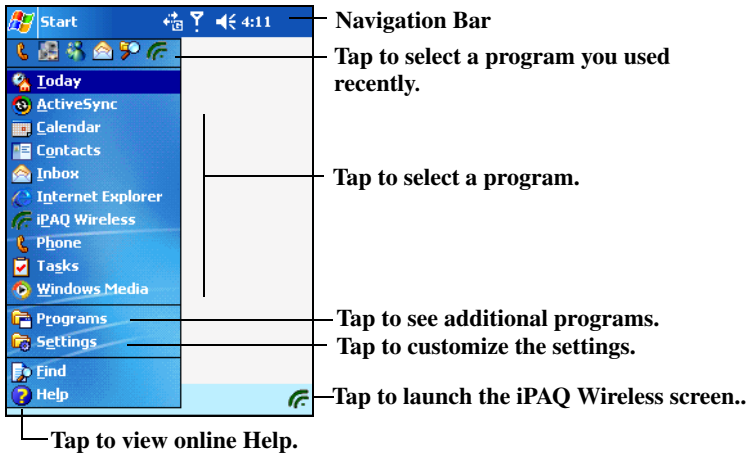 Start 4:11
Navigation Bar
Tap to select a program you used
recently.
Today
ActiveSync
Calendar
Contacts
Inbox
Internet Explorer
iPAQ Wireless
Phone
Tasks
Windows Media
Tap to select a program.
Programs
Settings
Tap to see additional programs.
Tap to customize the settings.
Find
Help
Tap to launch the iPAQ Wireless screen..
Tap to view online Help.